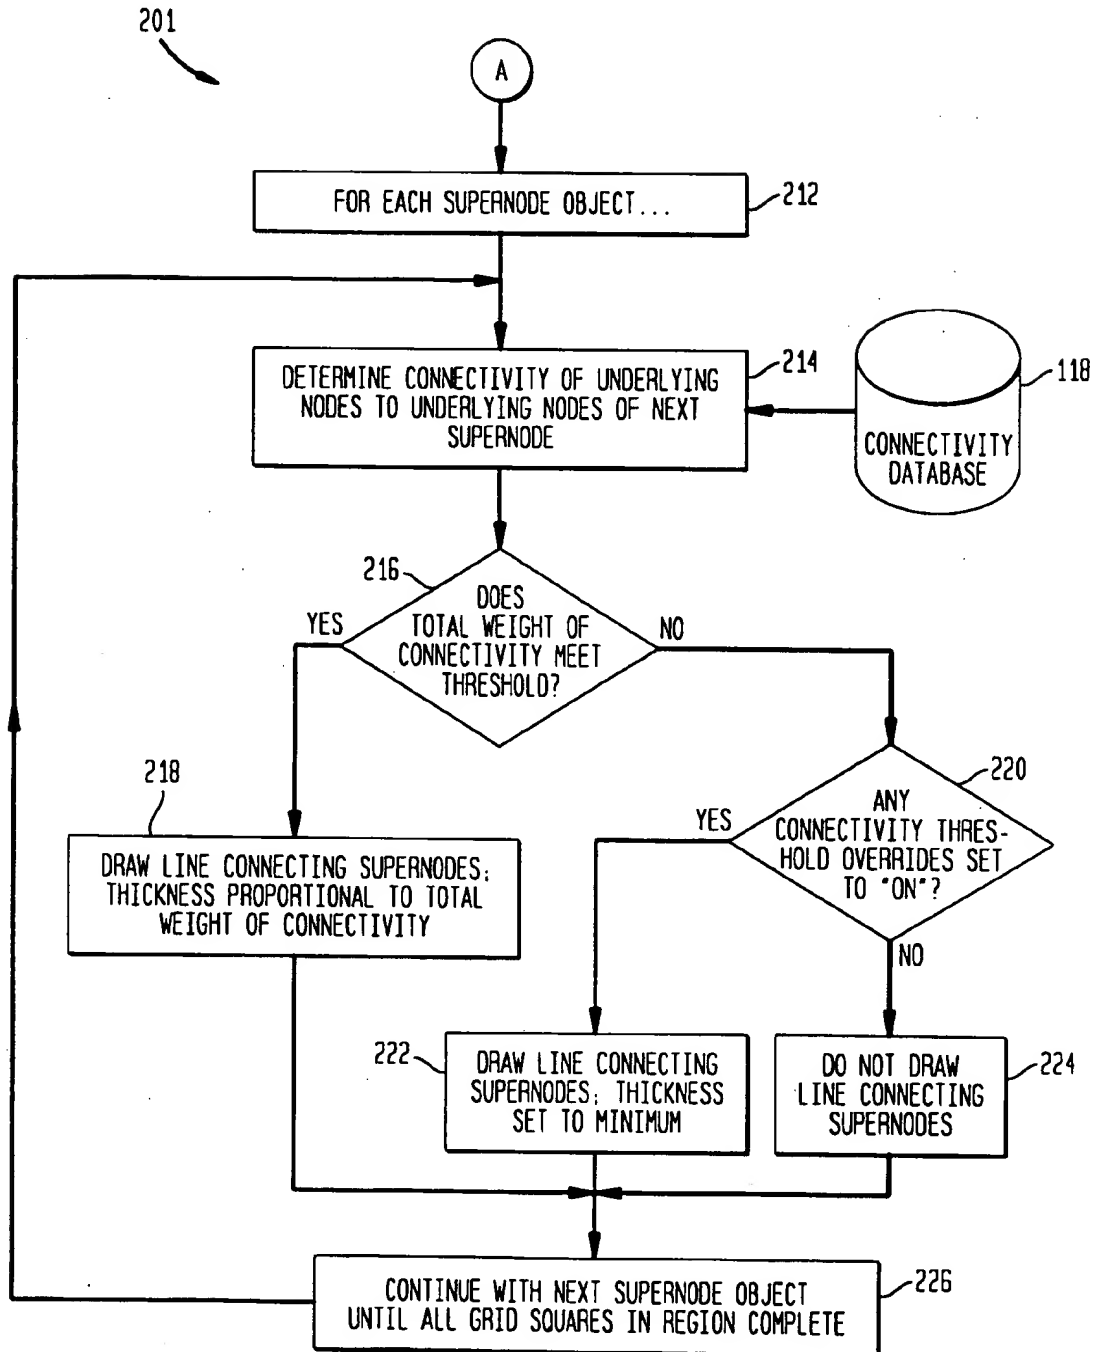 201
A
FOR EACH SUPERNODE OBJECT...
212
DETERMINE CONNECTIVITY OF UNDERLYING
NODES TO UNDERLYING NODES OF NEXT
SUPERNODE
214
118
CONNECTIVITY
DATABASE
216
DOES
TOTAL WEIGHT OF
CONNECTIVITY MEET
THRESHOLD?
YES
NO
218
DRAW LINE CONNECTING SUPERNODES;
THICKNESS PROPORTIONAL TO TOTAL
WEIGHT OF CONNECTIVITY
220
ANY
CONNECTIVITY THRES-
HOLD OVERRIDES SET
TO "ON"?
YES
NO
222
DRAW LINE CONNECTING
SUPERNODES; THICKNESS
SET TO MINIMUM
DO NOT DRAW
LINE CONNECTING
SUPERNODES
224
CONTINUE WITH NEXT SUPERNODE OBJECT
UNTIL ALL GRID SQUARES IN REGION COMPLETE
226